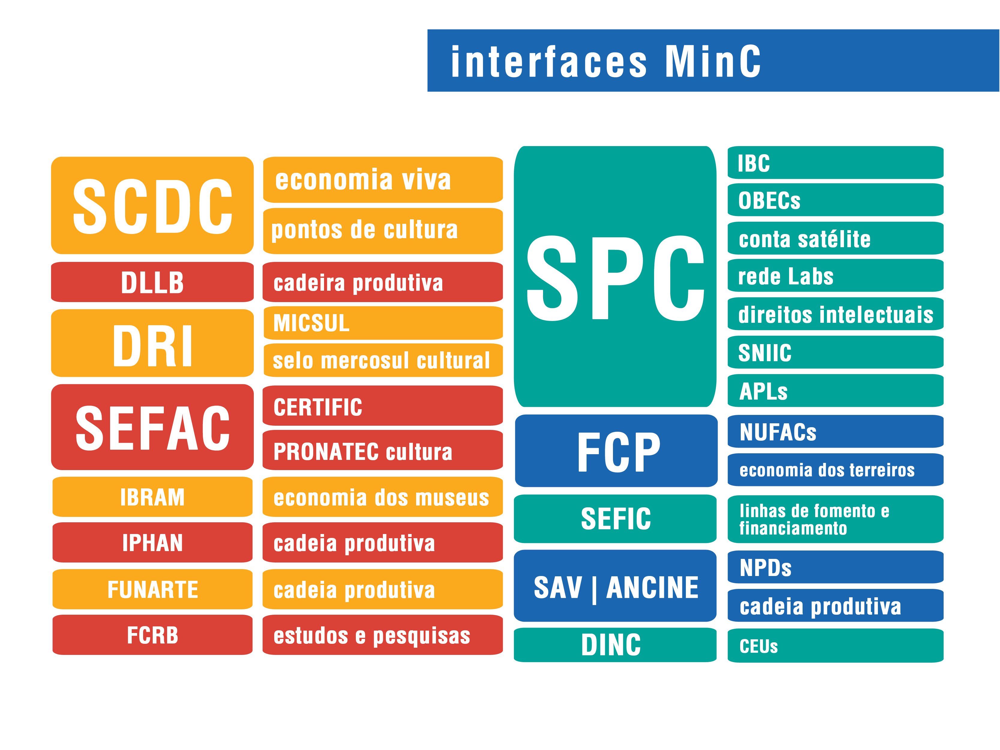 interfaces MinC
SCDC
economia viva
pontos de cultura
DLLB
cadeira produtiva
DRI
MICSUL
selo mercosul cultural
SEFAC
CERTIFIC
PRONATEC cultura
IBRAM
economia dos museus
IPHAN
cadeia produtiva
FUNARTE
cadeia produtiva
FCRB
estudos e pesquisas
SPC
IBC
OBECs
conta satélite
rede Labs
direitos intelectuais
SNIIC
APLs
FCP
NUFACs
economia dos terreiros
SEFIC
linhas de fomento e
financiamento
SAV | ANCINE
NPDs
cadeia produtiva
DINC
CEUs